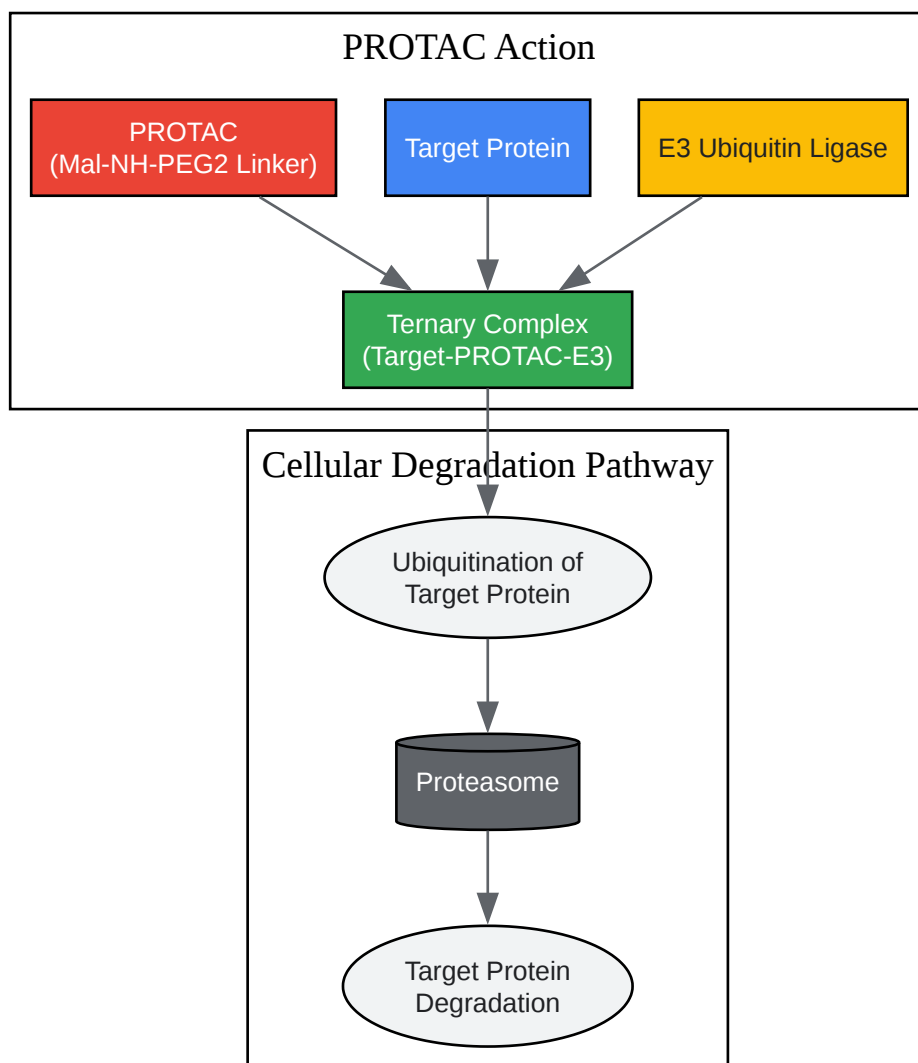 PROTAC Action
PROTAC
(Mal-NH-PEG2 Linker)
Target Protein
E3 Ubiquitin Ligase
Ternary Complex
(Target-PROTAC-E3)
Cellular Degradation Pathway
Ubiquitination of
Target Protein
Proteasome
Target Protein
Degradation